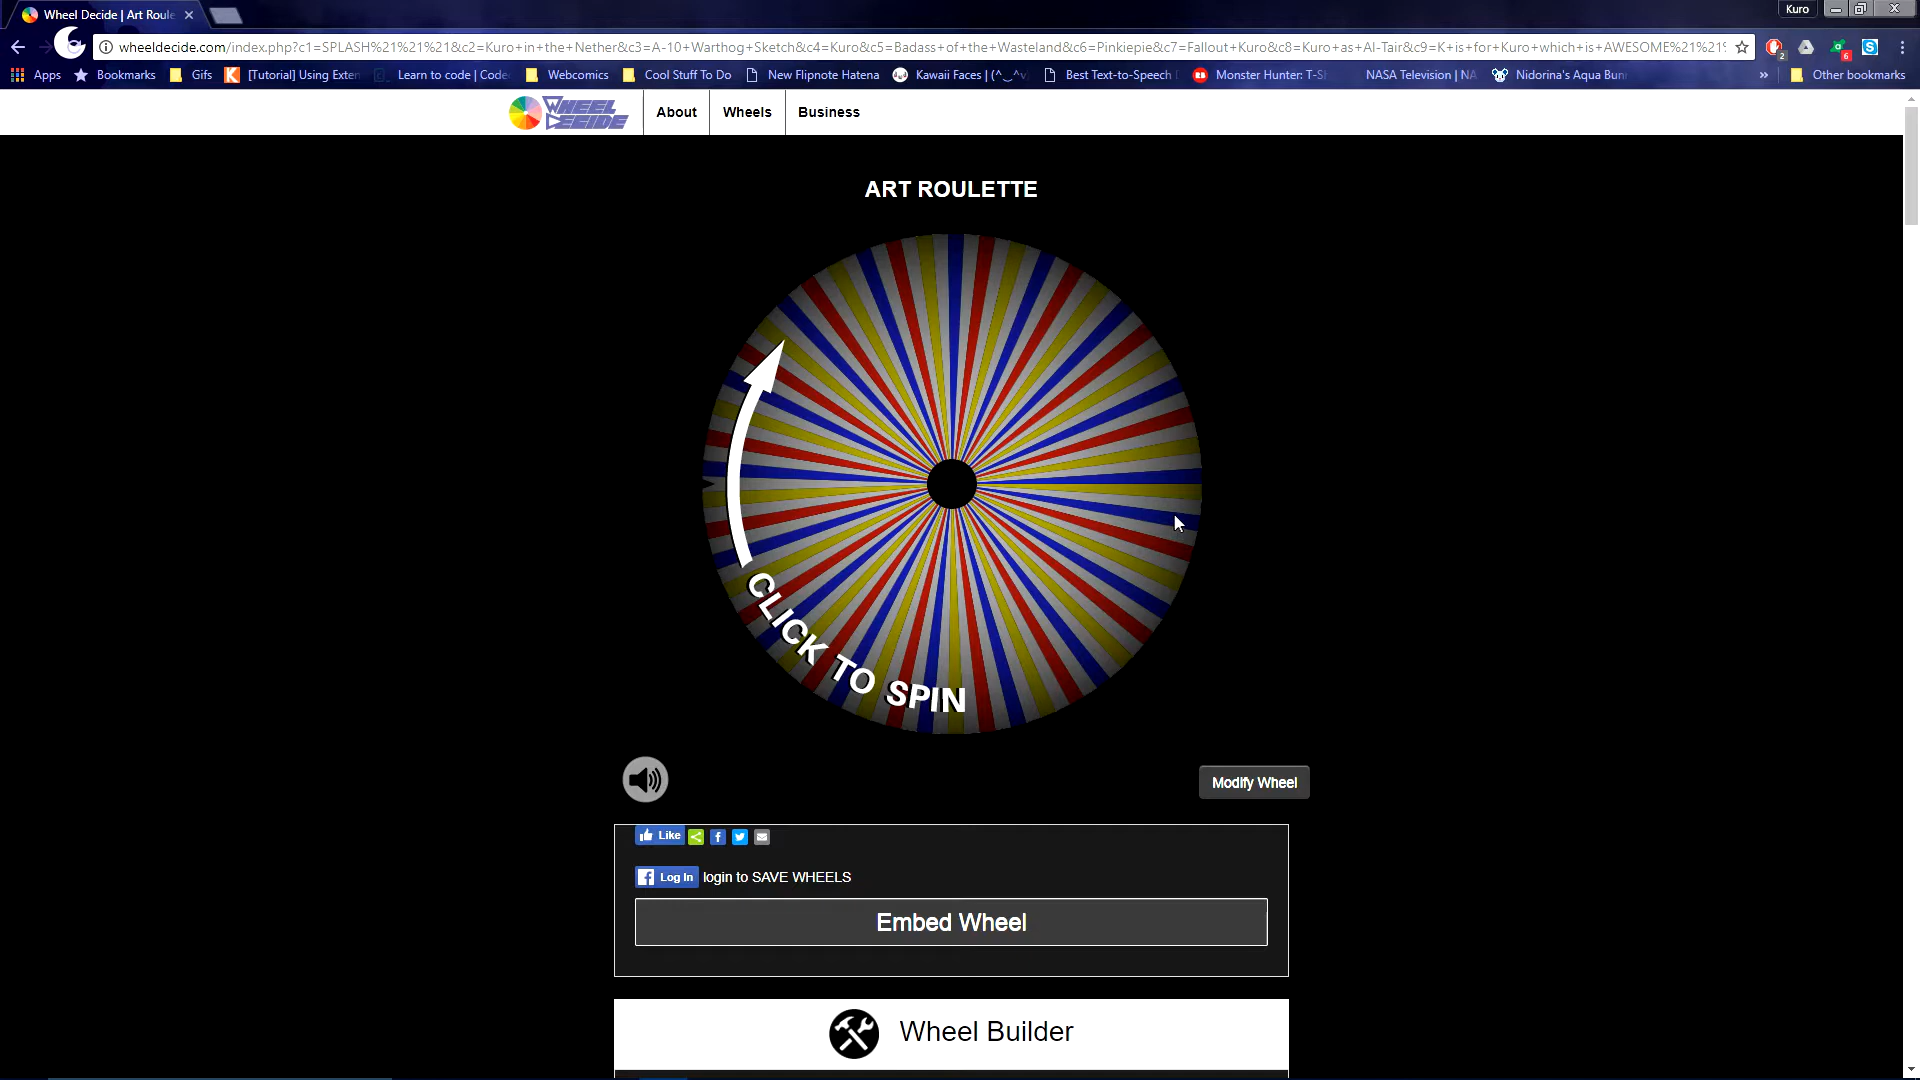 Wheel Decide | Art Roule
Kuro
wheeldecide.com/index.php?c1=SPLASH%21%21%21&c2=Kuro+in+the+Nether&c3=A-10+Warthog+Sketch&c4=Kuro&c5=Badass+of+the+Wasteland&c6=Pinkiepie&c7=Fallout+Kuro&c8=Kuro+as+Al-Tair&c9=K+is+for+Kuro+which+is+AWESOME%21%21%
2
6
Apps
Bookmarks
Gifs
[Tutorial] Using Exten
Learn to code | Code
Webcomics
Cool Stuff To Do
New Flipnote Hatena
Kawaii Faces | (^‿^✓
Best Text-to-Speech
Monster Hunter: T-S
NASA Television | NA
Nidorina's Aqua Bun
»
Other bookmarks
WHEEL DECIDE
About
Wheels
Business
ART ROULETTE
CLICK TO SPIN
Modify Wheel
Like
Log In
login to SAVE WHEELS
Embed Wheel
Wheel Builder